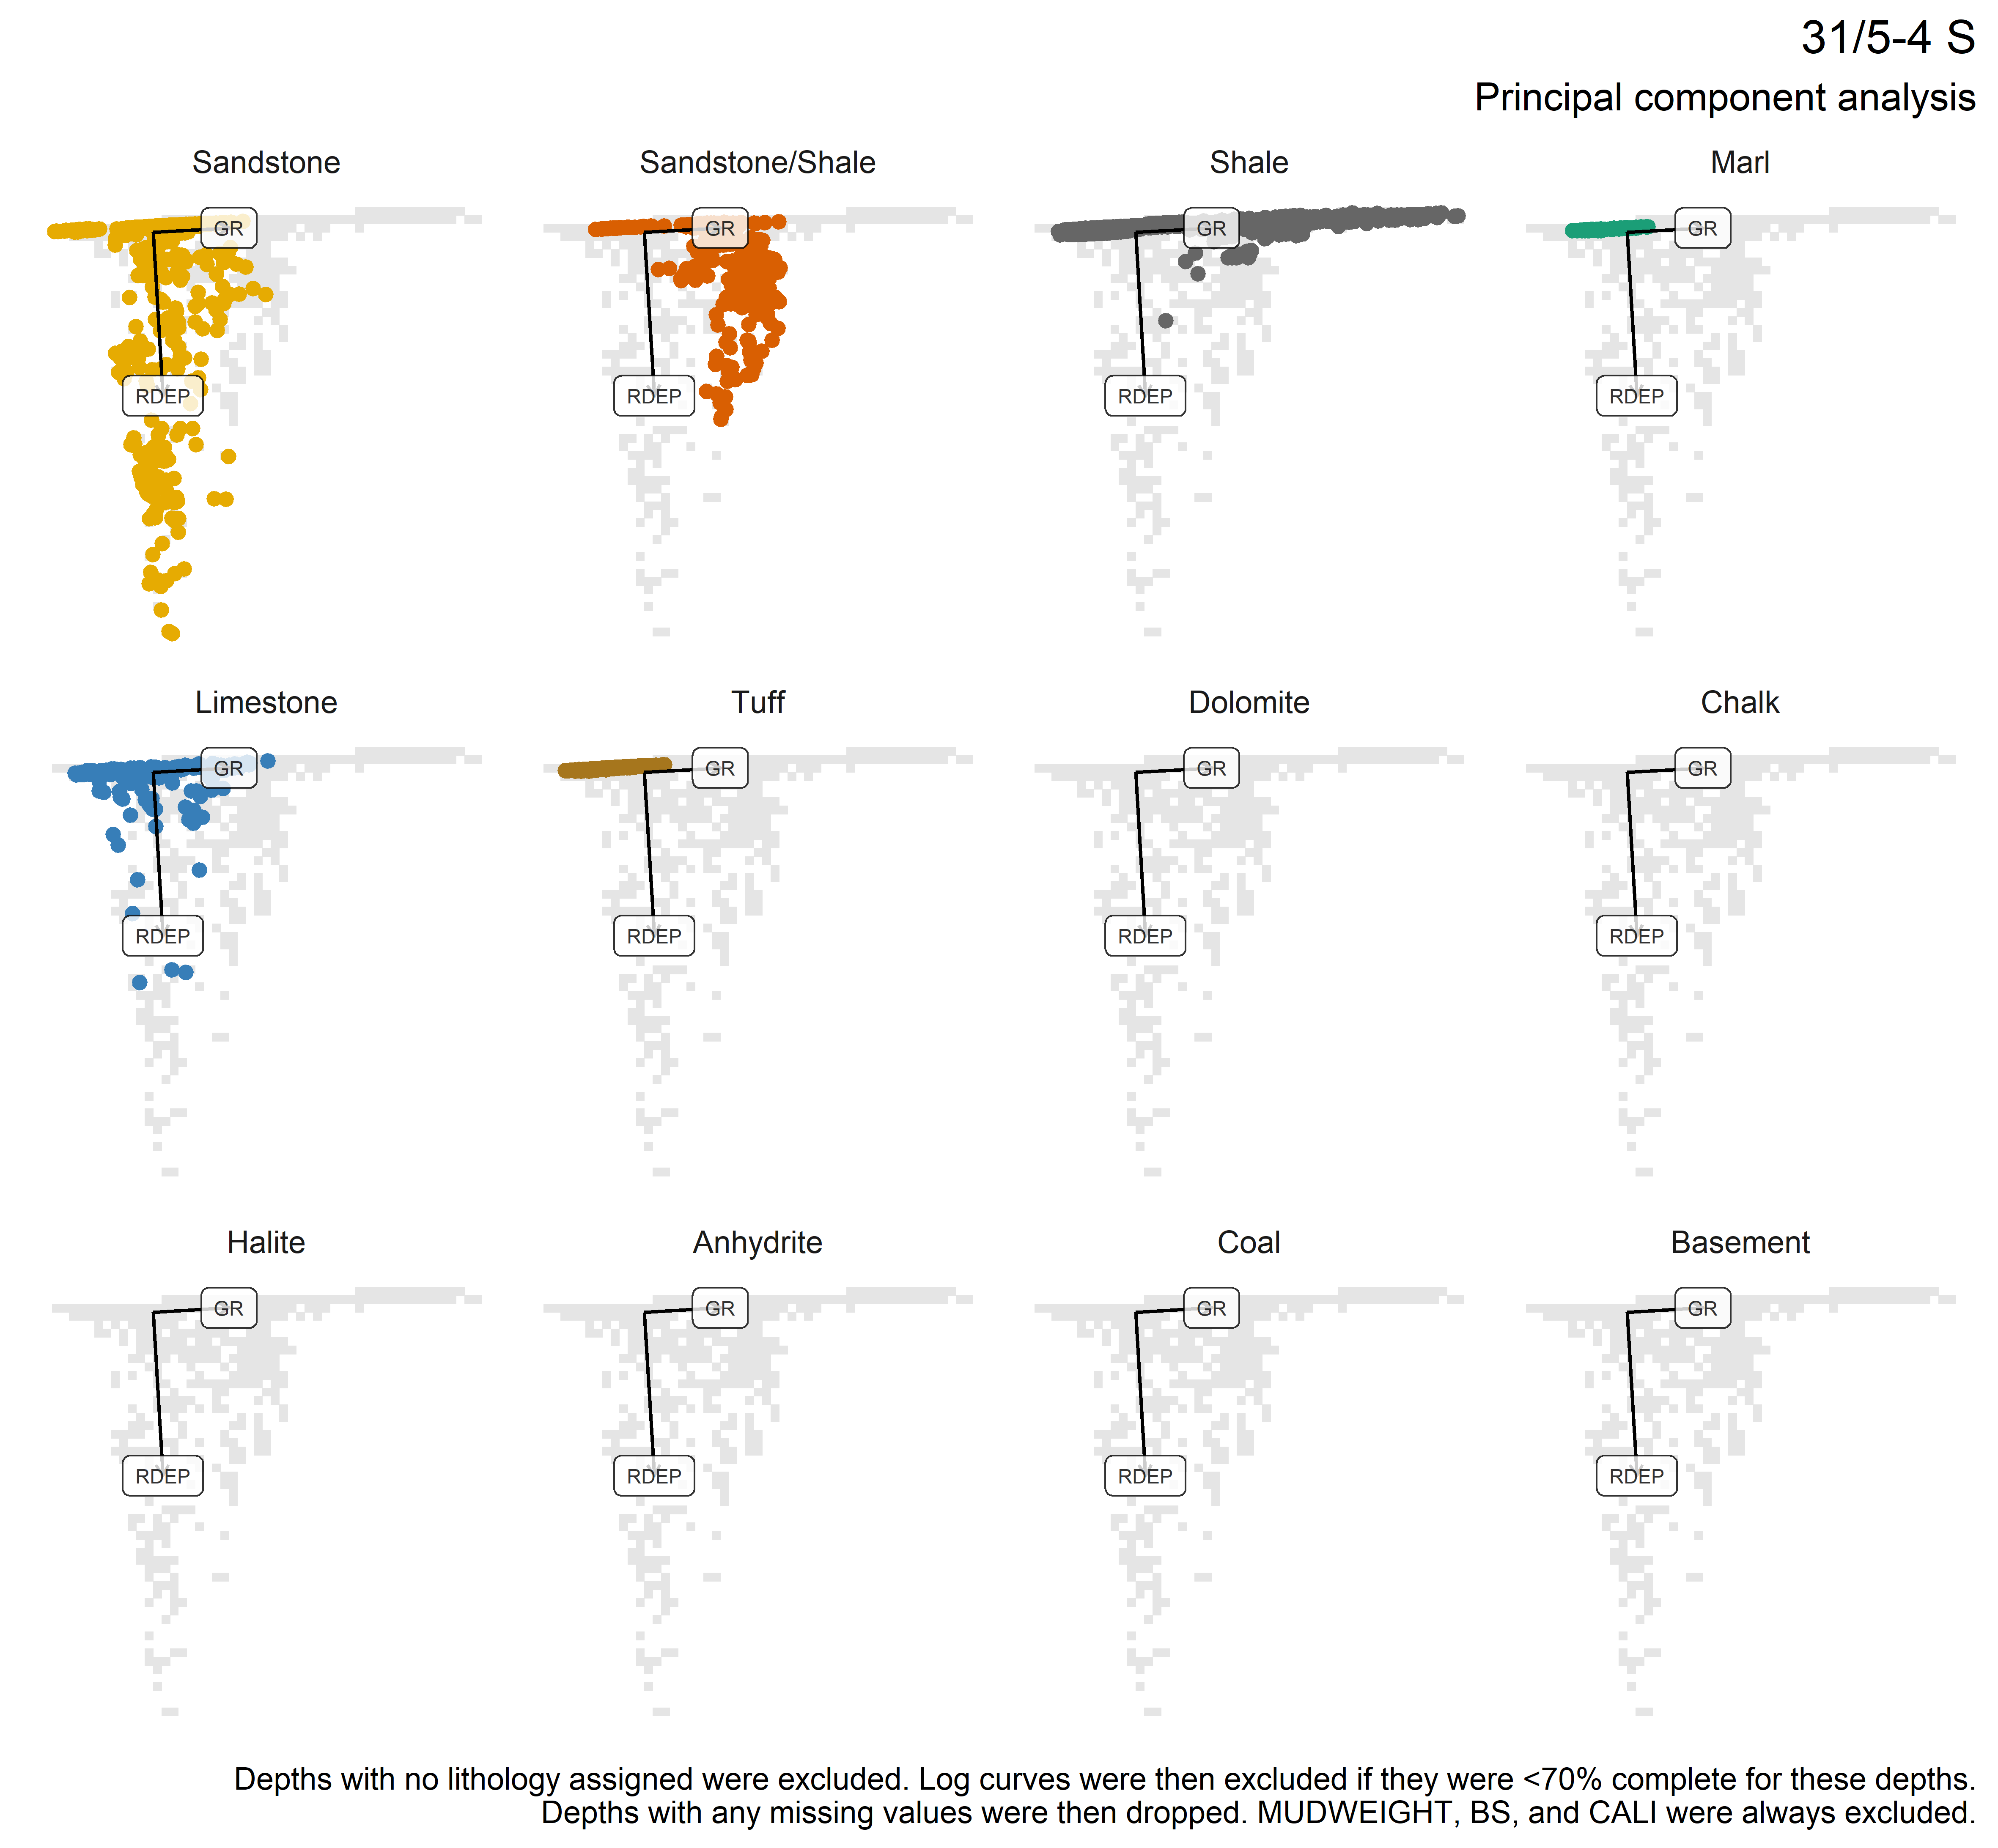 31/5-4 S
Principal component analysis
Sandstone
Sandstone/Shale
Shale
Marl
GR
GR
GR
GR
RDEP
RDEP
RDEP
RDEP
Limestone
Tuff
Dolomite
Chalk
GR
GR
GR
GR
RDEP
RDEP
RDEP
RDEP
Halite
Anhydrite
Coal
Basement
GR
GR
GR
GR
RDEP
RDEP
RDEP
RDEP
Depths with no lithology assigned were excluded. Log curves were then excluded if they were <70% complete for these depths.
Depths with any missing values were then dropped. MUDWEIGHT, BS, and CALI were always excluded.